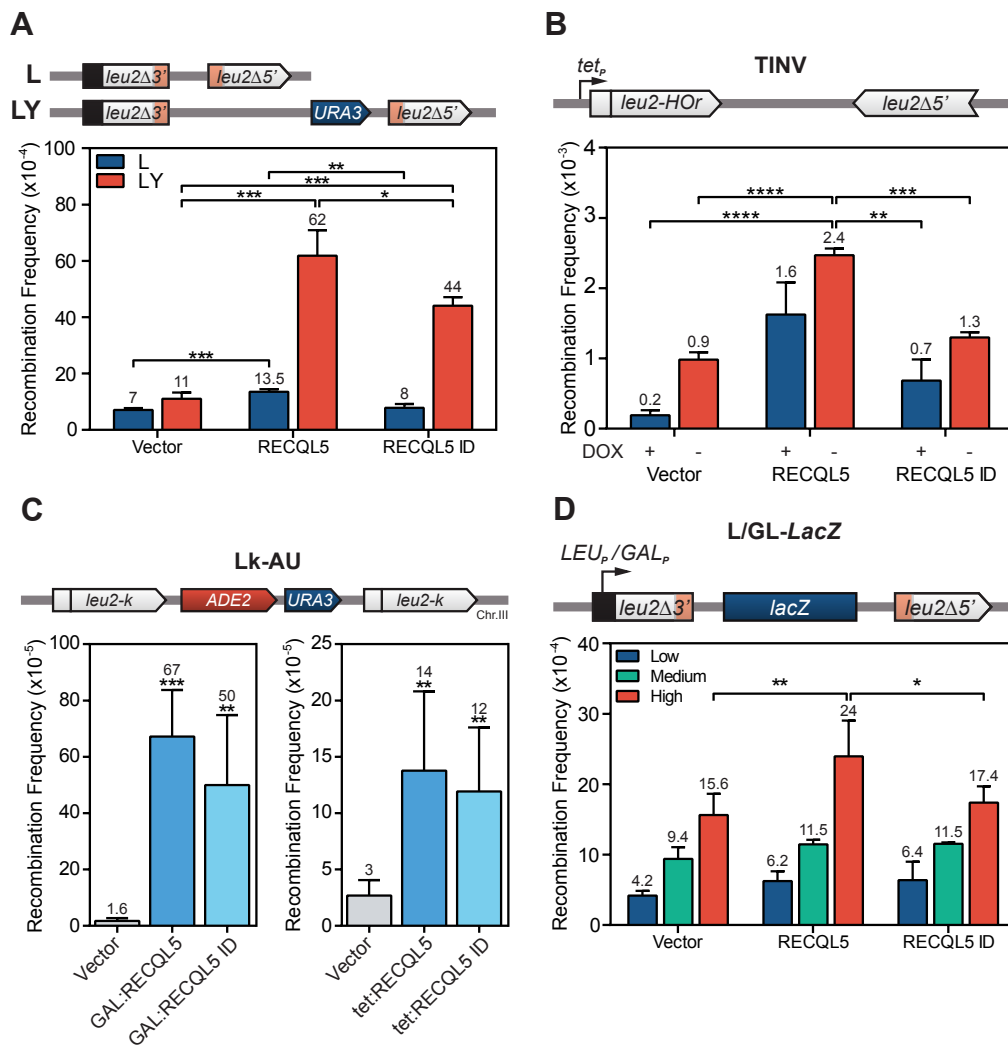 A
L
leu2Δ3’
leu2Δ5’
LY
leu2Δ3’
URA3
leu2Δ5’
Recombination Frequency (x10⁻⁴)
100
80
60
40
20
0
L
LY
**
***
***
*
***
7
11
13.5
62
8
44
Vector
RECQL5
RECQL5 ID
B
TINV
tetₚ
leu2-HOr
leu2Δ5’
Recombination Frequency (x10⁻³)
4
3
2
1
0
****
***
****
**
0.2
0.9
1.6
2.4
0.7
1.3
DOX + - + - + -
Vector
RECQL5
RECQL5 ID
C
Lk-AU
leu2-k
ADE2
URA3
leu2-k
Chr.III
Recombination Frequency (x10⁻⁵)
100
80
60
40
20
0
1.6
67
***
50
**
Vector
GAL:RECQL5
GAL:RECQL5 ID
Recombination Frequency (x10⁻⁵)
25
20
15
10
5
0
3
14
**
12
**
Vector
tet:RECQL5
tet:RECQL5 ID
D
L/GL-LacZ
LEUₚ/GALₚ
leu2Δ3’
lacZ
leu2Δ5’
Recombination Frequency (x10⁻⁴)
40
30
20
10
0
Low
Medium
High
**
*
4.2
9.4
15.6
6.2
11.5
24
6.4
11.5
17.4
Vector
RECQL5
RECQL5 ID